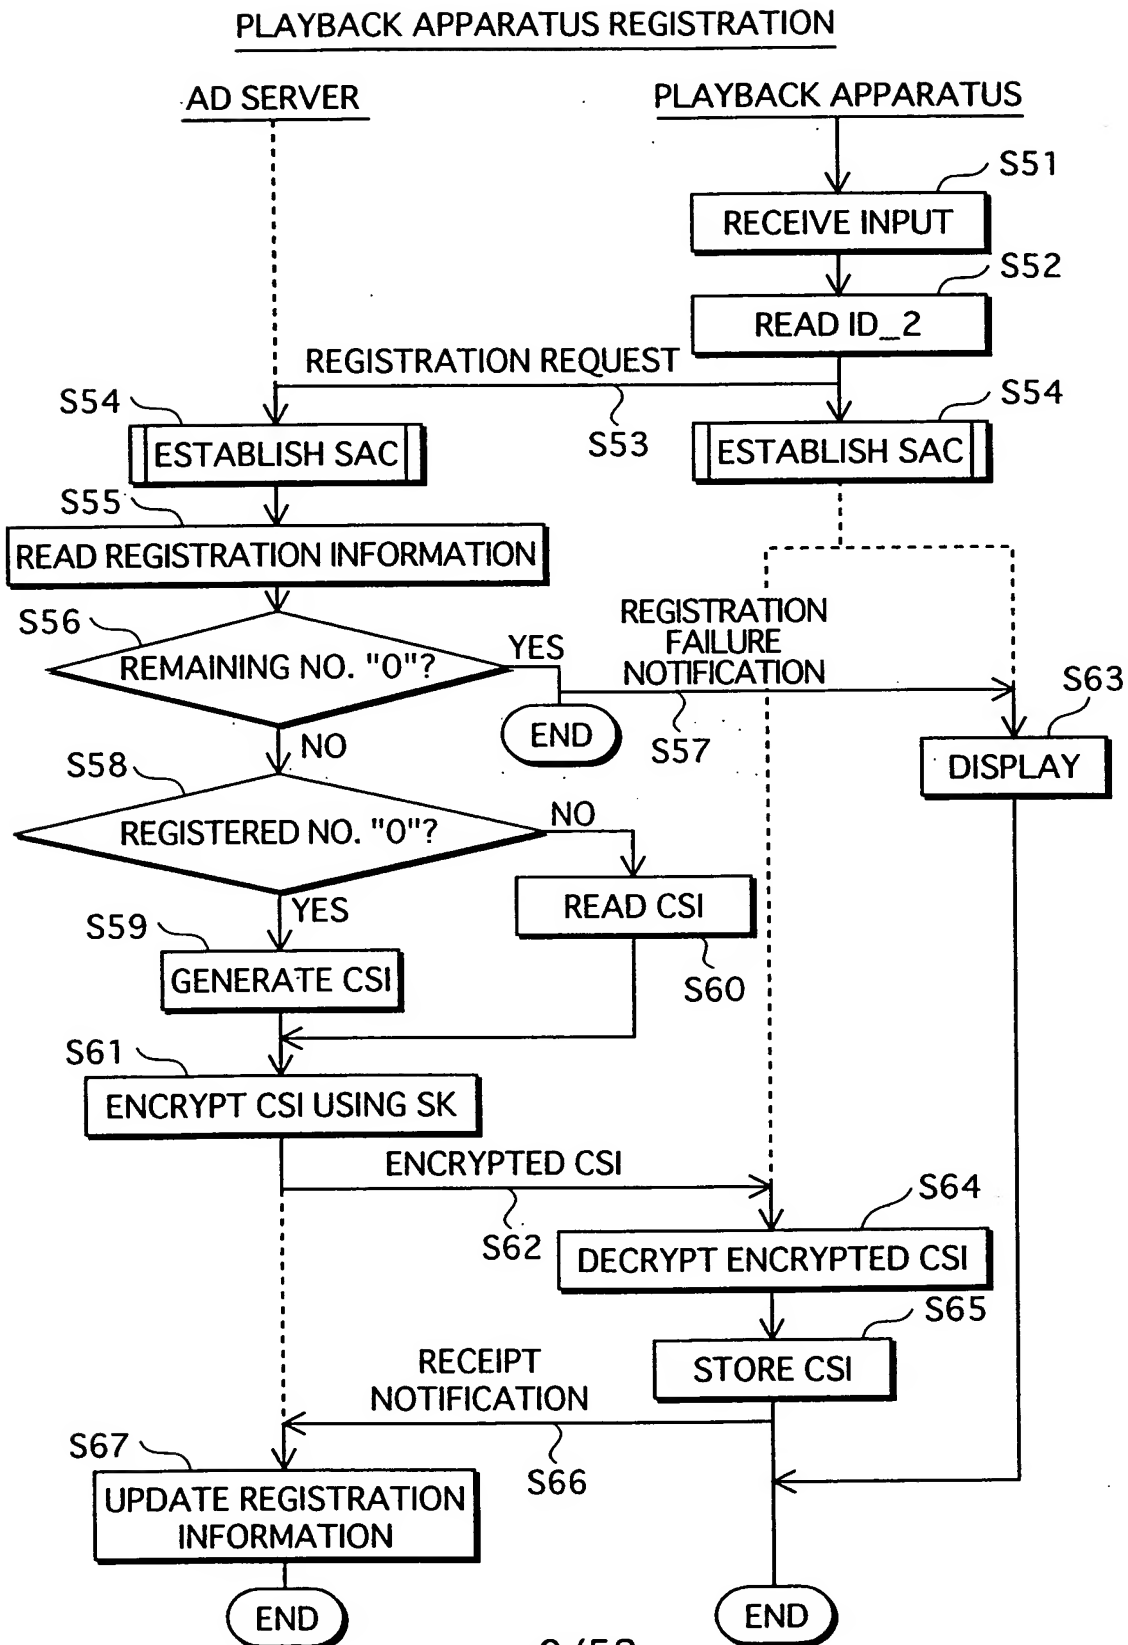 PLAYBACK APPARATUS REGISTRATION
AD SERVER
PLAYBACK APPARATUS
S51
RECEIVE INPUT
S52
READ ID_2
REGISTRATION REQUEST
S53
S54
ESTABLISH SAC
S54
ESTABLISH SAC
S55
READ REGISTRATION INFORMATION
S56
REMAINING NO. "0"?
YES
REGISTRATION
FAILURE
NOTIFICATION
S57
END
S63
DISPLAY
NO
S58
REGISTERED NO. "0"?
NO
READ CSI
S60
YES
S59
GENERATE CSI
S61
ENCRYPT CSI USING SK
ENCRYPTED CSI
S62
S64
DECRYPT ENCRYPTED CSI
S65
STORE CSI
RECEIPT
NOTIFICATION
S66
S67
UPDATE REGISTRATION
INFORMATION
END
END